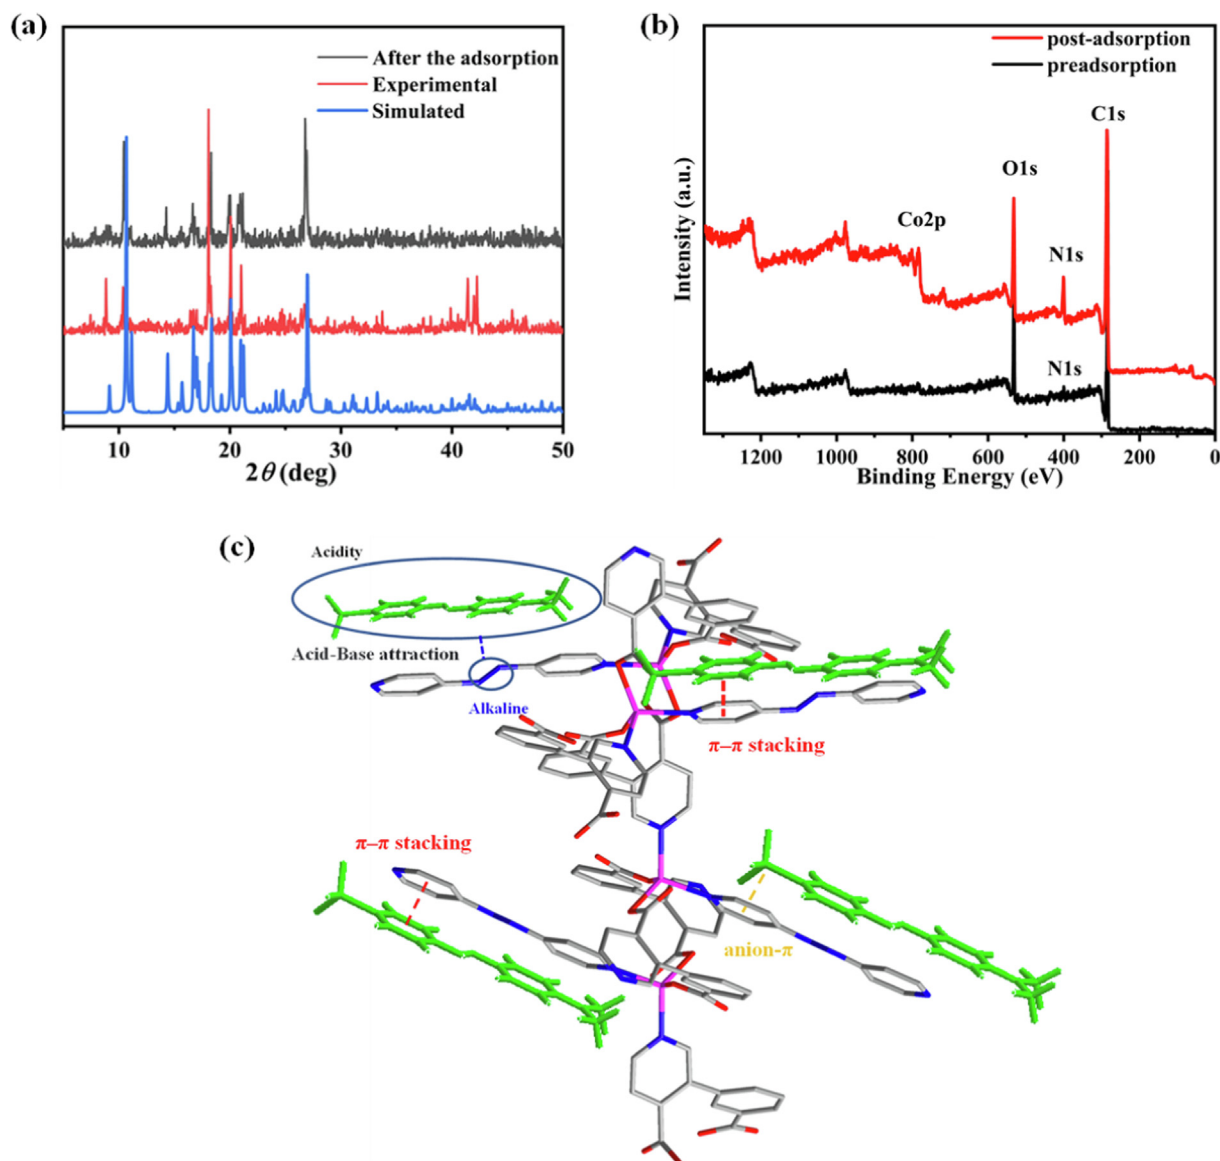 (a)
After the adsorption
Experimental
Simulated
10 20 30 40 50
2θ (deg)
(b)
post-adsorption
preadsorption
C1s
O1s
Co2p
N1s
N1s
Intensity (a.u.)
1200 1000 800 600 400 200 0
Binding Energy (eV)
(c)
Acidity
Acid-Base attraction
Alkaline
π–π stacking
π–π stacking
anion-π